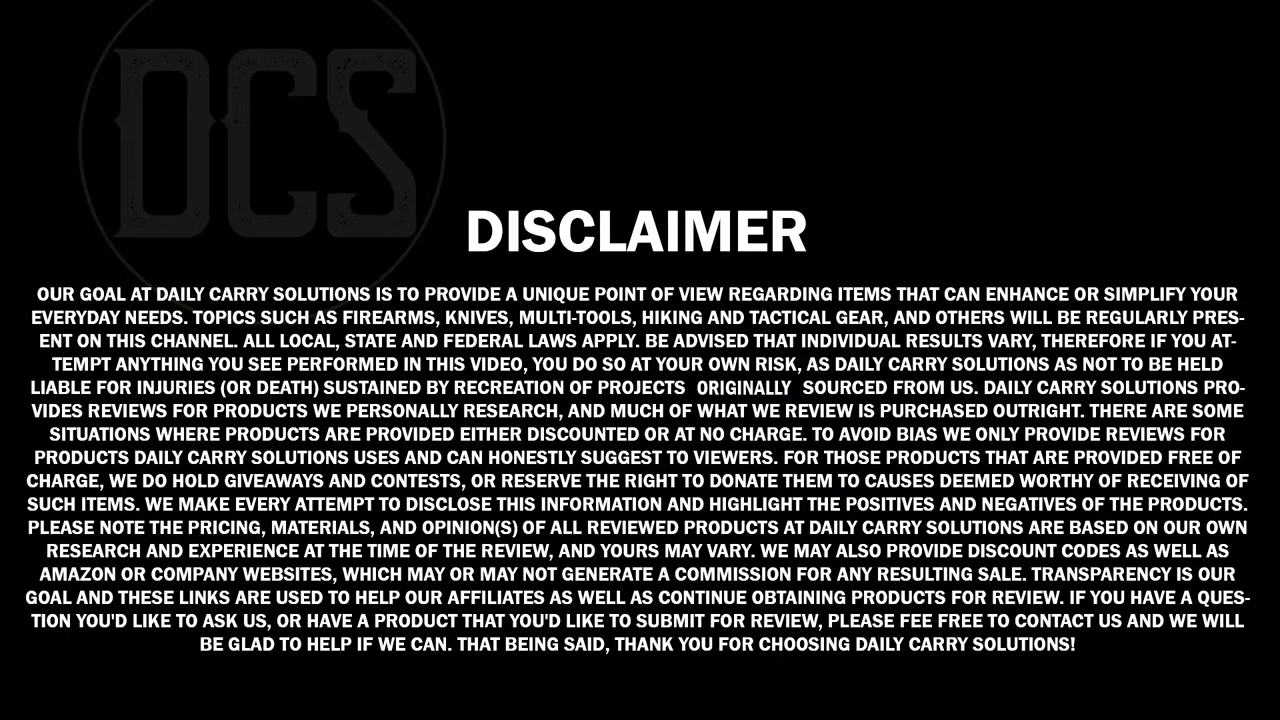 DCS
DISCLAIMER
OUR GOAL AT DAILY CARRY SOLUTIONS IS TO PROVIDE A UNIQUE POINT OF VIEW REGARDING ITEMS THAT CAN ENHANCE OR SIMPLIFY YOUR
EVERYDAY NEEDS. TOPICS SUCH AS FIREARMS, KNIVES, MULTI-TOOLS, HIKING AND TACTICAL GEAR, AND OTHERS WILL BE REGULARLY PRES-
ENT ON THIS CHANNEL. ALL LOCAL, STATE AND FEDERAL LAWS APPLY. BE ADVISED THAT INDIVIDUAL RESULTS VARY, THEREFORE IF YOU AT-
TEMPT ANYTHING YOU SEE PERFORMED IN THIS VIDEO, YOU DO SO AT YOUR OWN RISK, AS DAILY CARRY SOLUTIONS AS NOT TO BE HELD
LIABLE FOR INJURIES (OR DEATH) SUSTAINED BY RECREATION OF PROJECTS ORIGINALLY SOURCED FROM US. DAILY CARRY SOLUTIONS PRO-
VIDES REVIEWS FOR PRODUCTS WE PERSONALLY RESEARCH, AND MUCH OF WHAT WE REVIEW IS PURCHASED OUTRIGHT. THERE ARE SOME
SITUATIONS WHERE PRODUCTS ARE PROVIDED EITHER DISCOUNTED OR AT NO CHARGE. TO AVOID BIAS WE ONLY PROVIDE REVIEWS FOR
PRODUCTS DAILY CARRY SOLUTIONS USES AND CAN HONESTLY SUGGEST TO VIEWERS. FOR THOSE PRODUCTS THAT ARE PROVIDED FREE OF
CHARGE, WE DO HOLD GIVEAWAYS AND CONTESTS, OR RESERVE THE RIGHT TO DONATE THEM TO CAUSES DEEMED WORTHY OF RECEIVING OF
SUCH ITEMS. WE MAKE EVERY ATTEMPT TO DISCLOSE THIS INFORMATION AND HIGHLIGHT THE POSITIVES AND NEGATIVES OF THE PRODUCTS.
PLEASE NOTE THE PRICING, MATERIALS, AND OPINION(S) OF ALL REVIEWED PRODUCTS AT DAILY CARRY SOLUTIONS ARE BASED ON OUR OWN
RESEARCH AND EXPERIENCE AT THE TIME OF THE REVIEW, AND YOURS MAY VARY. WE MAY ALSO PROVIDE DISCOUNT CODES AS WELL AS
AMAZON OR COMPANY WEBSITES, WHICH MAY OR MAY NOT GENERATE A COMMISSION FOR ANY RESULTING SALE. TRANSPARENCY IS OUR
GOAL AND THESE LINKS ARE USED TO HELP OUR AFFILIATES AS WELL AS CONTINUE OBTAINING PRODUCTS FOR REVIEW. IF YOU HAVE A QUES-
TION YOU'D LIKE TO ASK US, OR HAVE A PRODUCT THAT YOU'D LIKE TO SUBMIT FOR REVIEW, PLEASE FEE FREE TO CONTACT US AND WE WILL
BE GLAD TO HELP IF WE CAN. THAT BEING SAID, THANK YOU FOR CHOOSING DAILY CARRY SOLUTIONS!